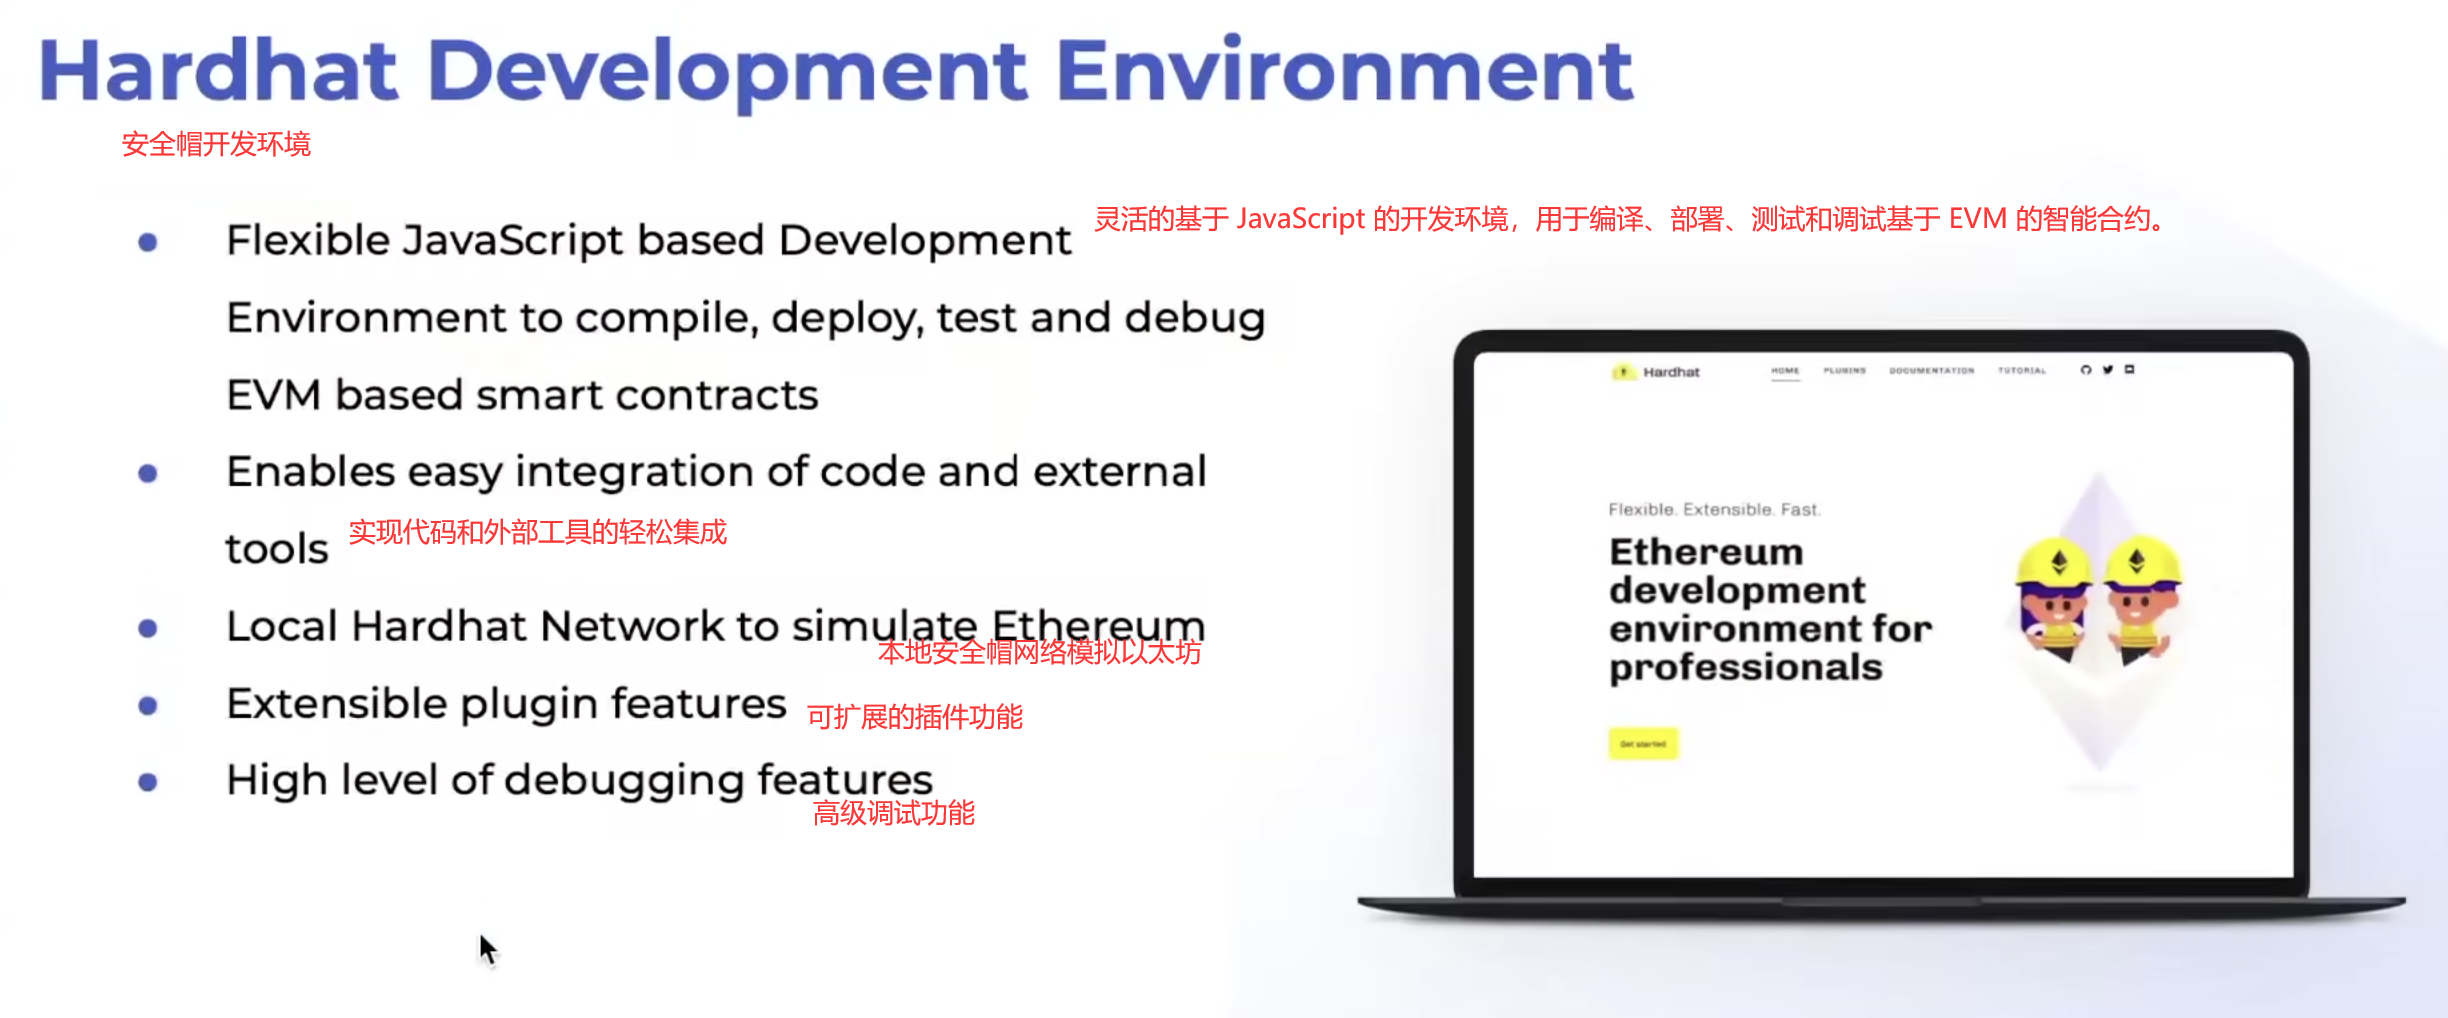 Hardhat Development Environment
安全帽开发环境
Flexible JavaScript based Development
灵活的基于 JavaScript 的开发环境，用于编译、部署、测试和调试基于 EVM 的智能合约。
Environment to compile, deploy, test and debug
EVM based smart contracts
Enables easy integration of code and external
tools
实现代码和外部工具的轻松集成
Local Hardhat Network to simulate Ethereum
本地安全帽网络模拟以太坊
Extensible plugin features
可扩展的插件功能
High level of debugging features
高级调试功能
Hardhat
HOME PLUGINS DOCUMENTATION TUTORIAL
Flexible. Extensible. Fast.
Ethereum
development
environment for
professionals
Get started